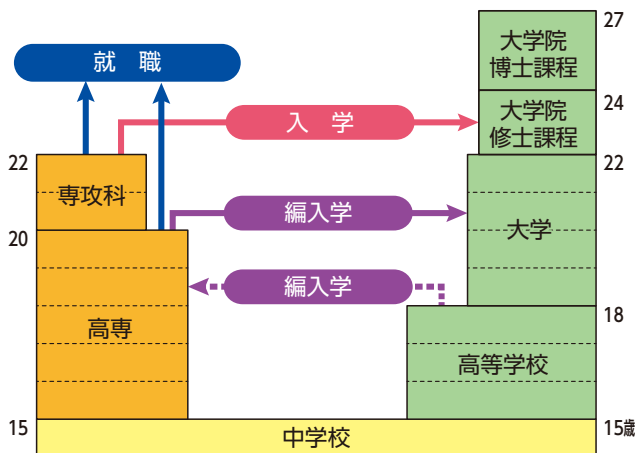 27
大学院
博士課程
就 職
24
入 学
大学院
修士課程
22
22
専攻科
編入学
大学
20
編入学
18
高専
高等学校
15
15歳
中学校